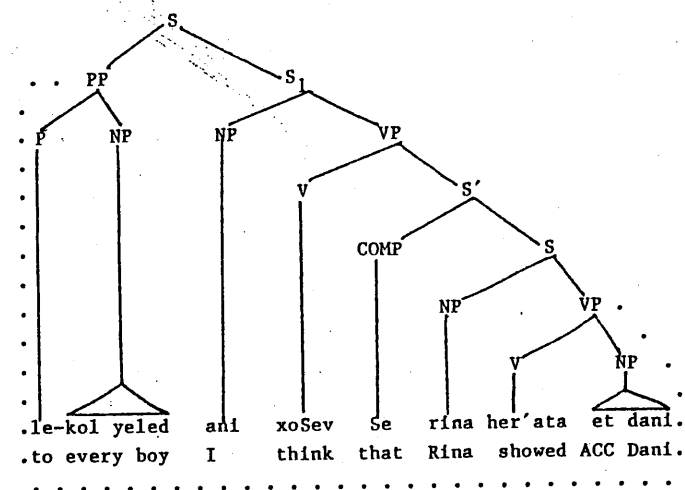 S
PP S1
P NP NP VP
V S′
COMP S
NP VP
V NP
le-kol yeled ani xoSev Se rina her′ata et dani.
to every boy I think that Rina showed ACC Dani.